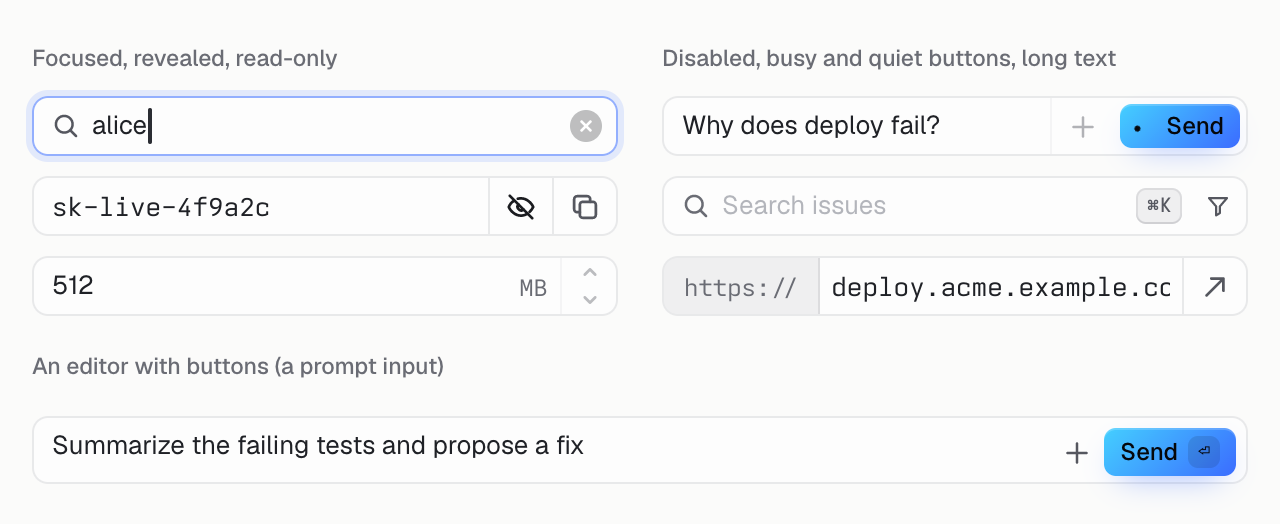 Focused, revealed, read-only
alice
sk-live-4f9a2c
512 MB
Disabled, busy and quiet buttons, long text
Why does deploy fail? Send
Search issues ⌘K
https:// deploy.acme.example.cc
An editor with buttons (a prompt input)
Summarize the failing tests and propose a fix Send ⏎